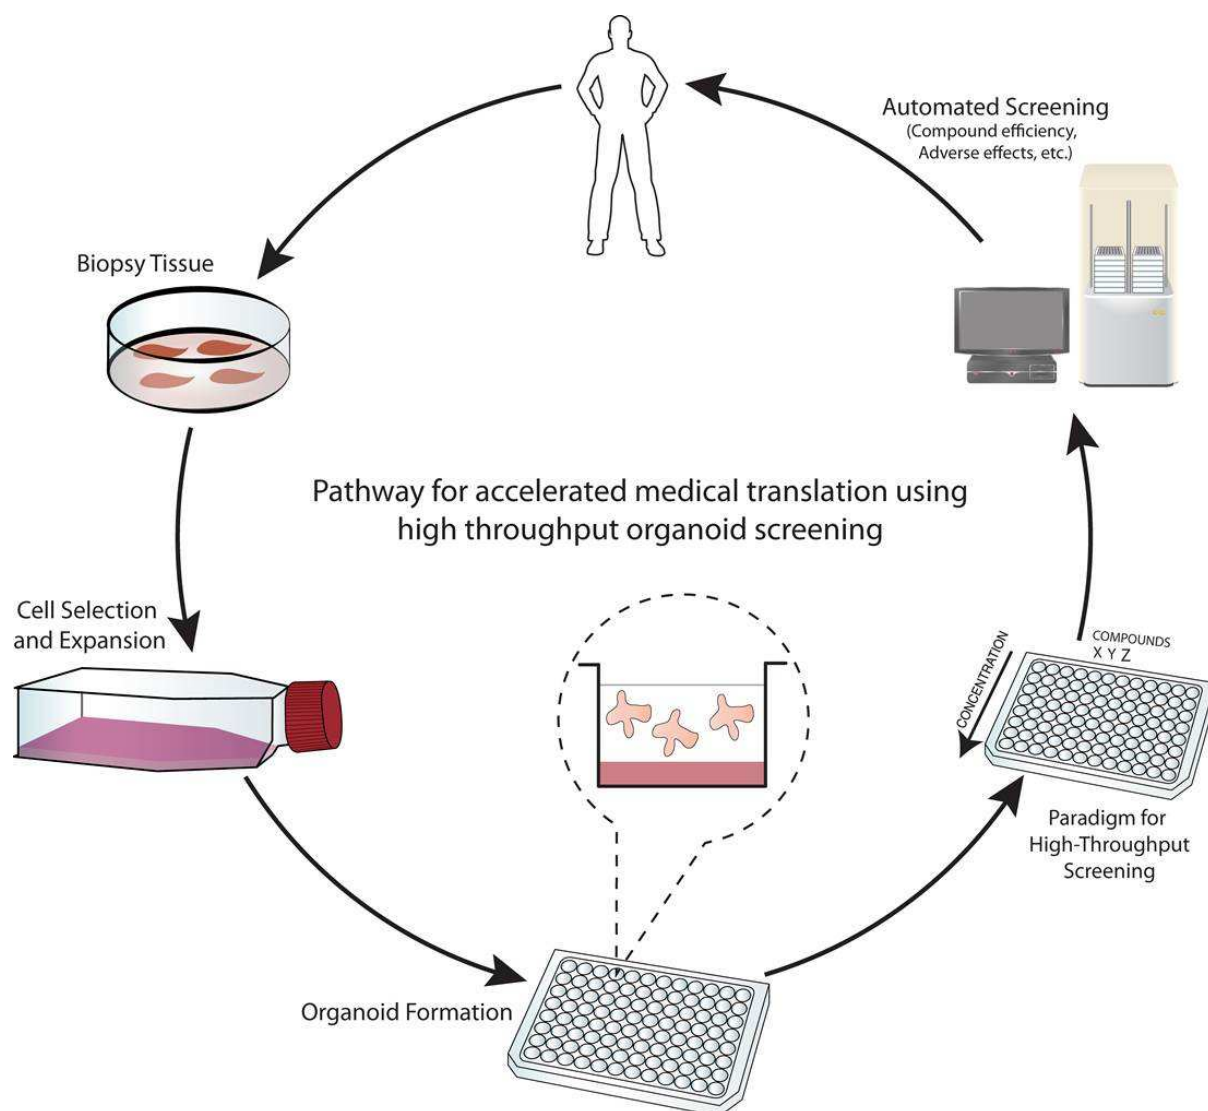 Automated Screening
(Compound efficiency,
Adverse effects, etc.)
Biopsy Tissue
Pathway for accelerated medical translation using
high throughput organoid screening
Cell Selection
and Expansion
CONCENTRATION
COMPOUNDS
X Y Z
Paradigm for
High-Throughput
Screening
Organoid Formation